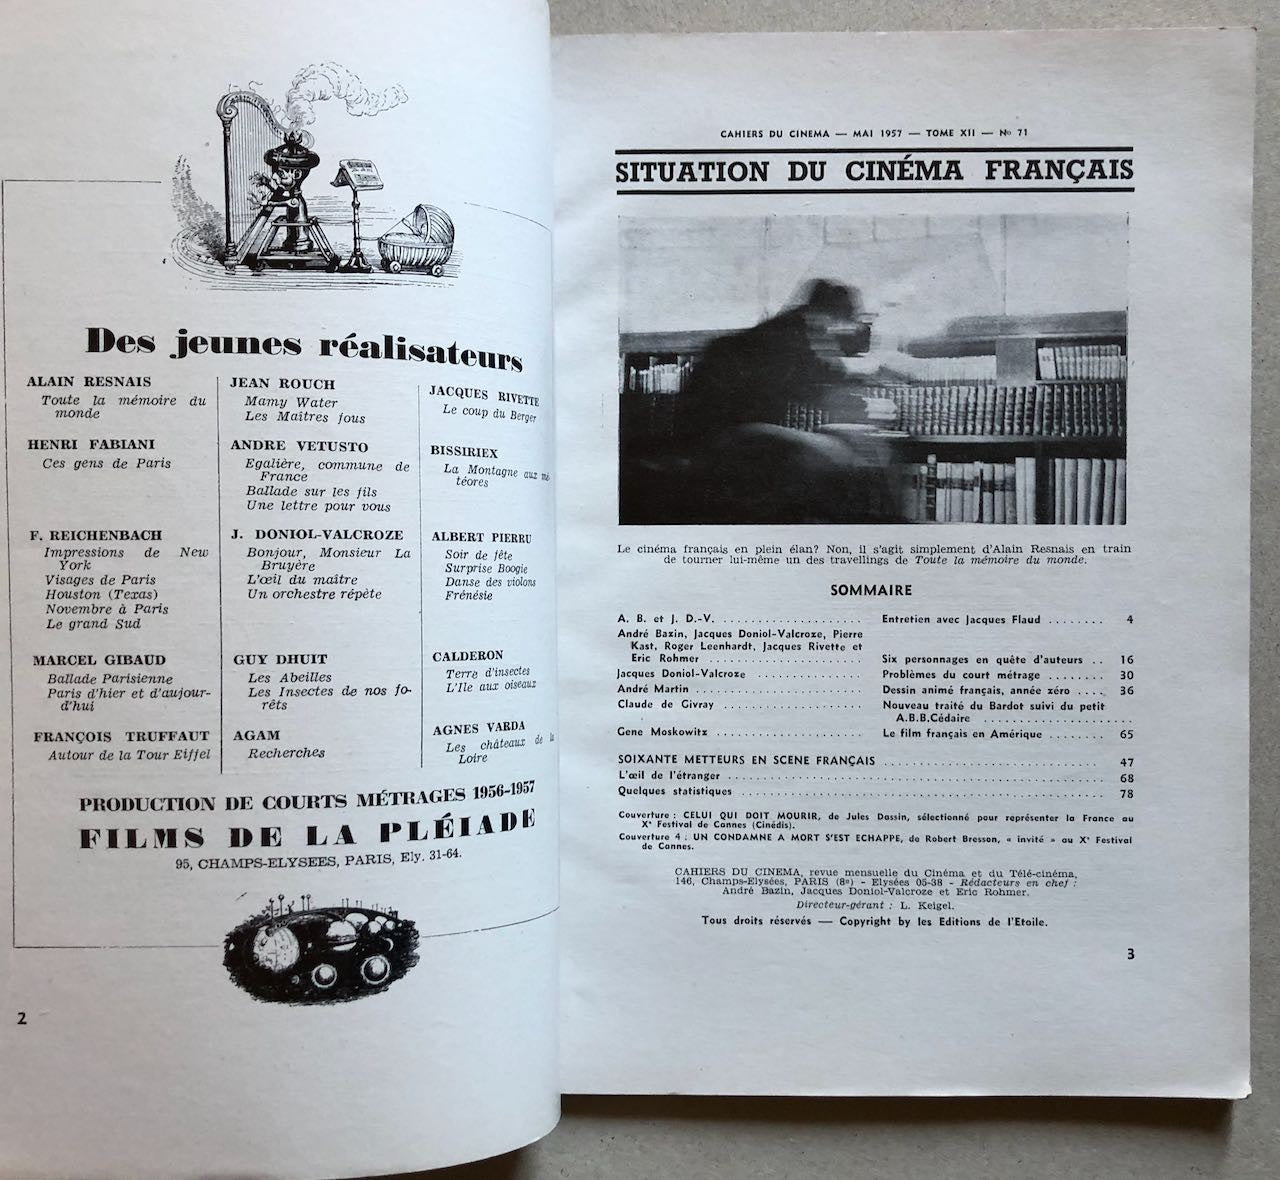 Des jeunes réalisateurs
ALAIN RESNAIS
Toute la mémoire du
monde
HENRI FABIANI
Ces gens de Paris
F. REICHENBACH
Impressions de New
York
Visages de Paris
Houston (Texas)
Novembre à Paris
Le grand Sud
MARCEL GIBAUD
Ballade Parisienne
Paris d'hier et d'aujour-
d'hui
FRANÇOIS TRUFFAUT
Autour de la Tour Eiffel
JEAN ROUCH
Mamy Water
Les Maîtres fous
ANDRE VETUSTO
Egalière, commune de
France
Ballade sur les fils
Une lettre pour vous
J. DONIOL-VALCROZE
Bonjour, Monsieur La
Bruyère
L'œil du maître
Un orchestre répète
GUY DHUIT
Les Abeilles
Les Insectes de nos fo-
rêts
AGAM
Recherches
JACQUES RIVETTE
Le coup du Berger
BISSIRIEX
La Montagne aux mé-
téores
ALBERT PIERRU
Soir de fête
Surprise Boogie
Danse des violons
Frénésie
CALDERON
Terre d'insectes
L'Ile aux oiseaux
AGNES VARDA
Les châteaux de la
Loire
PRODUCTION DE COURTS MÉTRAGES 1956-1957
FILMS DE LA PLÉIADE
95, CHAMPS-ELYSEES, PARIS, Ely. 31-64.
2
CAHIERS DU CINEMA — MAI 1957 — TOME XII — No 71
SITUATION DU CINÉMA FRANÇAIS
Le cinéma français en plein élan? Non, il s'agit simplement d'Alain Resnais en train
de tourner lui-même un des travellings de Toute la mémoire du monde.
SOMMAIRE
A. B. et J. D.-V. .................... Entretien avec Jacques Flaud ........ 4
André Bazin, Jacques Doniol-Valcroze, Pierre
Kast, Roger Leenhardt, Jacques Rivette et
Eric Rohmer ...................... Six personnages en quête d'auteurs .. 16
Jacques Doniol-Valcroze ............... Problèmes du court métrage ........ 30
André Martin ........................ Dessin animé français, année zéro .... 36
Claude de Givray ..................... Nouveau traité du Bardot suivi du petit
A.B.B.Cédaire ......................
Gene Moskowitz ..................... Le film français en Amérique ........ 65
SOIXANTE METTEURS EN SCENE FRANÇAIS ................................ 47
L'œil de l'étranger ........................................................ 68
Quelques statistiques ...................................................... 78
Couverture : CELUI QUI DOIT MOURIR, de Jules Dassin, sélectionné pour représenter la France au
Xe Festival de Cannes (Cinédis).
Couverture 4 : UN CONDAMNE A MORT S'EST ECHAPPE, de Robert Bresson, « invité » au Xe Festival
de Cannes.
CAHIERS DU CINEMA, revue mensuelle du Cinéma et du Télé-cinéma,
146, Champs-Elysées, PARIS (8e) - Elysées 05-38 - Rédacteurs en chef :
André Bazin, Jacques Doniol-Valcroze et Eric Rohmer.
Directeur-gérant : L. Keigel.
Tous droits réservés — Copyright by les Editions de l'Etoile.
3